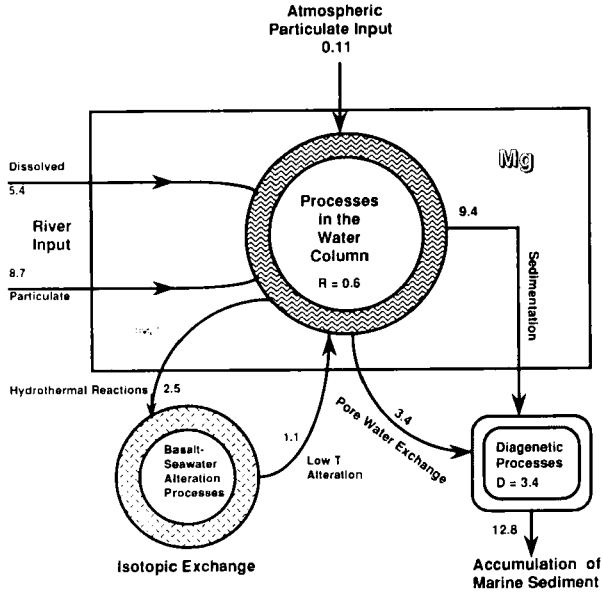 Atmospheric
Particulate Input
0.11
Mg
Dissolved
5.4
River
Input
8.7
Particulate
Processes
in the
Water
Column
R = 0.6
9.4
Sedimentation
Hydrothermal Reactions
2.5
1.1
Low T
Alteration
3.4
Pore Water Exchange
Basalt-
Seawater
Alteration
Processes
Isotopic Exchange
Diagenetic
Processes
D = 3.4
12.8
Accumulation of
Marine Sediment